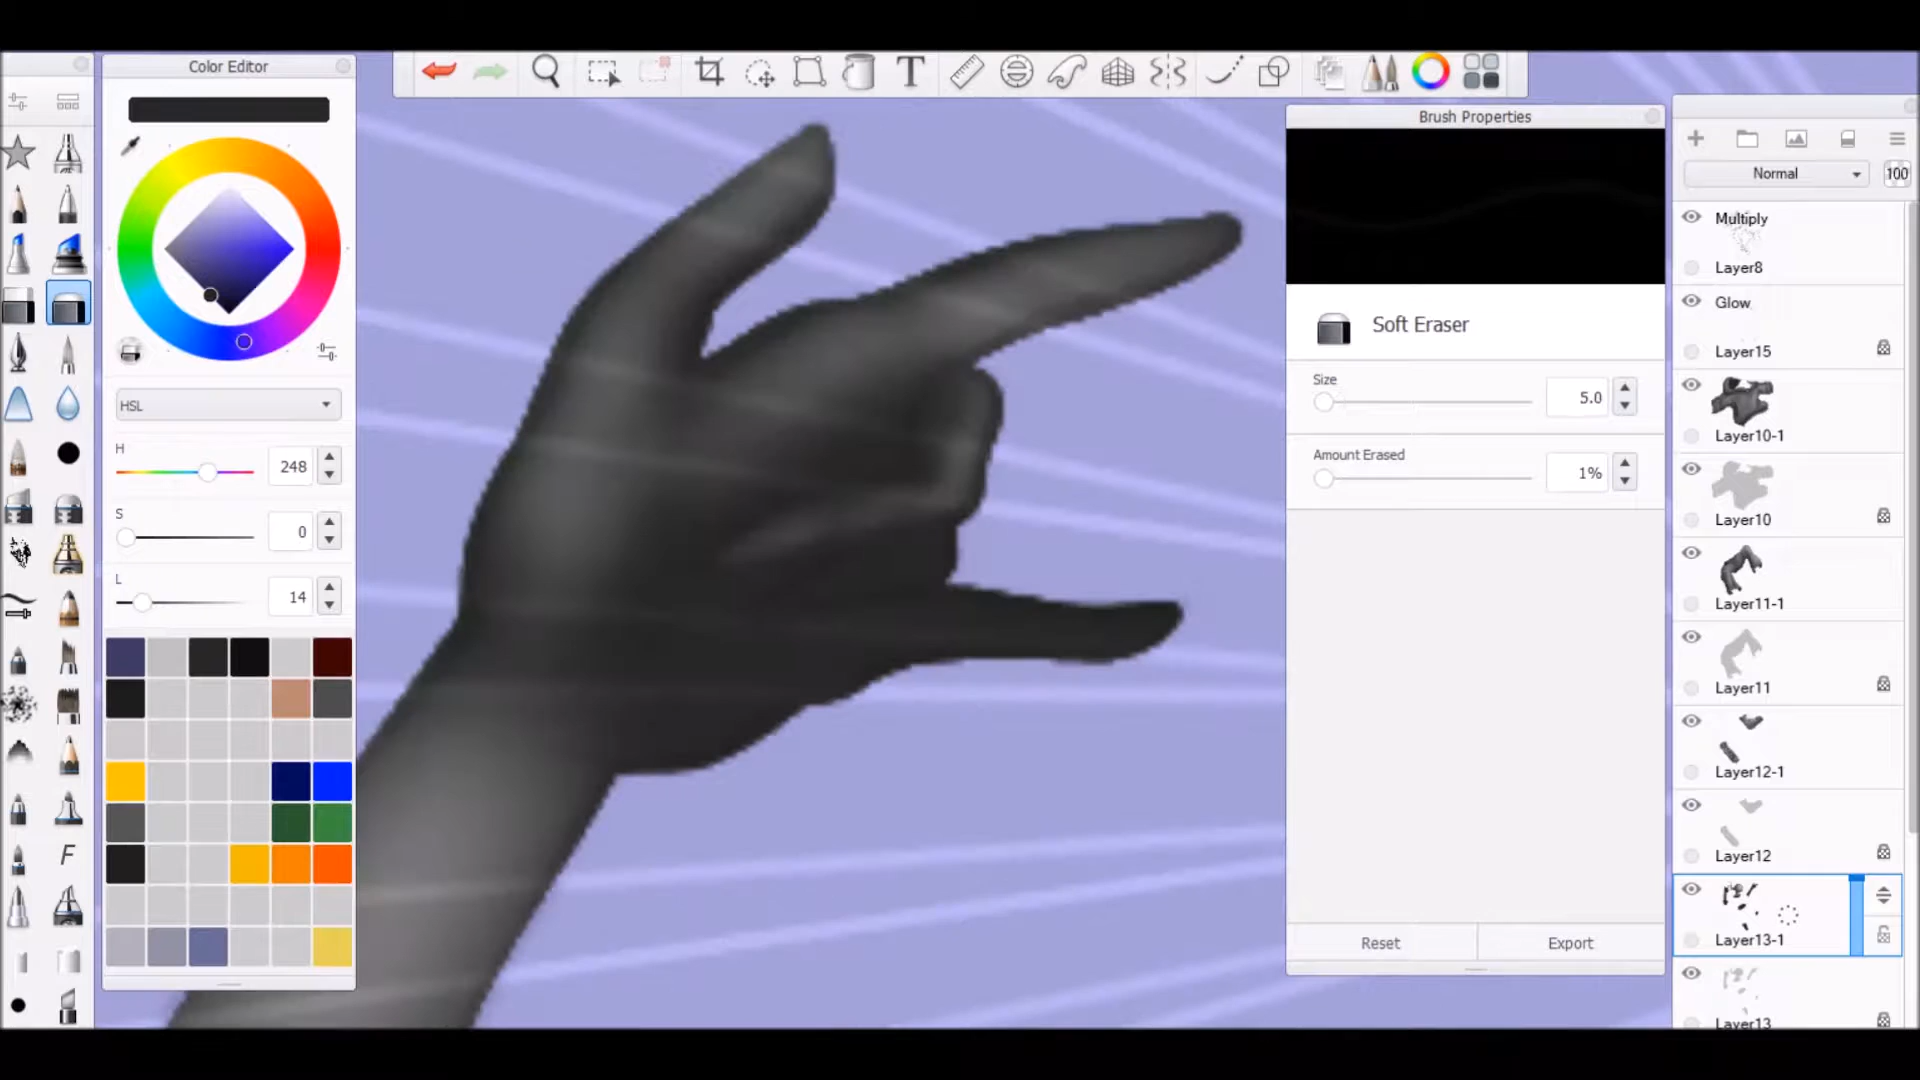 Color Editor
HSL
H
248
S
0
L
14
T
F
Brush Properties
Soft Eraser
Size
5.0
Amount Erased
1%
Reset
Export
Normal
100
Multiply
Layer8
Glow
Layer15
Layer10-1
Layer10
Layer11-1
Layer11
Layer12-1
Layer12
Layer13-1
Layer13